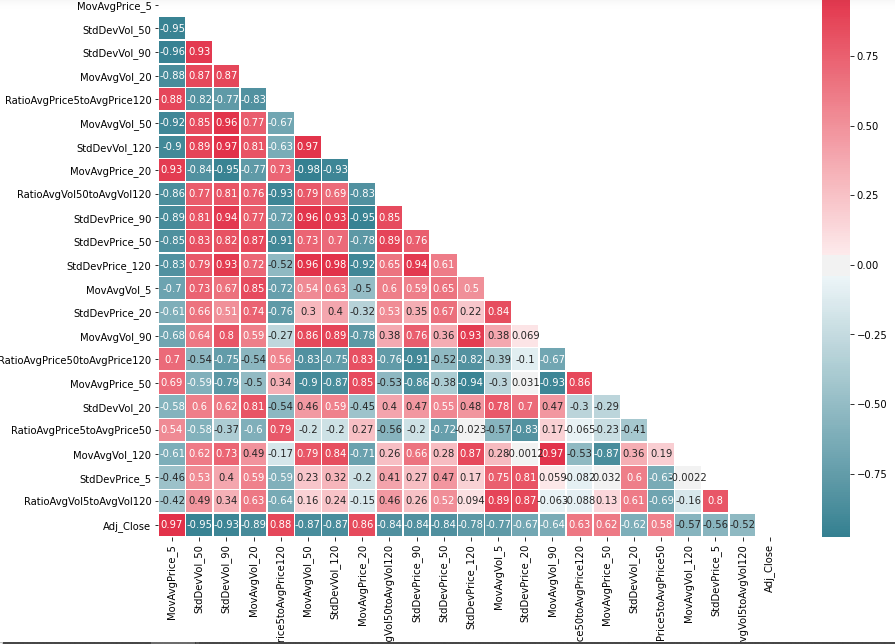 MovAvgPrice_5
StdDevVol_50 -0.95
StdDevVol_90 -0.96 0.93
MovAvgVol_20 -0.88 0.87 0.87
RatioAvgPrice5toAvgPrice120 0.88 -0.82 -0.77 -0.83
MovAvgVol_50 -0.92 0.85 0.96 0.77 -0.67
StdDevVol_120 -0.9 0.89 0.97 0.81 -0.63 0.97
MovAvgPrice_20 0.93 -0.84 -0.95 -0.77 0.73 -0.98 -0.93
RatioAvgVol50toAvgVol120 -0.86 0.77 0.81 0.76 -0.93 0.79 0.69 -0.83
StdDevPrice_90 -0.89 0.81 0.94 0.77 -0.72 0.96 0.93 -0.95 0.85
StdDevPrice_50 -0.85 0.83 0.82 0.87 -0.91 0.73 0.7 -0.78 0.89 0.76
StdDevPrice_120 -0.83 0.79 0.93 0.72 -0.52 0.96 0.98 -0.92 0.65 0.94 0.61
MovAvgVol_5 -0.7 0.73 0.67 0.85 -0.72 0.54 0.63 -0.5 0.6 0.59 0.65 0.5
StdDevPrice_20 -0.61 0.66 0.51 0.74 -0.76 0.3 0.4 -0.32 0.53 0.35 0.67 0.22 0.84
MovAvgVol_90 -0.68 0.64 0.8 0.59 -0.27 0.86 0.89 -0.78 0.38 0.76 0.36 0.93 0.38 0.069
RatioAvgPrice50toAvgPrice120 0.7 -0.54 -0.75 -0.54 0.56 -0.83 -0.75 0.83 -0.76 -0.91 -0.52 -0.82 -0.39 -0.1 -0.67
MovAvgPrice_50 0.69 -0.59 -0.79 -0.5 0.34 -0.9 -0.87 0.85 -0.53 -0.86 -0.38 -0.94 -0.3 0.031 -0.93 0.86
StdDevVol_20 -0.58 0.6 0.62 0.81 -0.54 0.46 0.59 -0.45 0.4 0.47 0.55 0.48 0.78 0.7 0.47 -0.3 -0.29
RatioAvgPrice5toAvgPrice50 0.54 -0.58 -0.37 -0.6 0.79 -0.2 -0.2 0.27 -0.56 -0.2 -0.72 -0.023 -0.57 -0.83 0.17 -0.065 -0.23 -0.41
MovAvgVol_120 -0.61 0.62 0.73 0.49 -0.17 0.79 0.84 -0.71 0.26 0.66 0.28 0.87 0.28 0.97 -0.53 -0.87 0.36 0.19
StdDevPrice_5 -0.46 0.53 0.4 0.59 -0.59 0.23 0.32 -0.2 0.41 0.27 0.47 0.17 0.75 0.81 0.059 -0.082 0.032 0.6 -0.63 0.0022
RatioAvgVol5toAvgVol120 -0.42 0.49 0.34 0.63 -0.64 0.16 0.24 -0.15 0.46 0.26 0.52 0.094 0.89 0.87 -0.063 -0.088 0.13 0.61 -0.69 -0.16 0.8
Adj_Close 0.97 -0.95 -0.93 -0.89 0.88 -0.87 -0.87 0.86 -0.84 -0.84 -0.84 -0.78 -0.77 -0.67 -0.64 0.63 0.62 -0.62 0.58 -0.57 -0.56 -0.52
MovAvgPrice_5
StdDevVol_50
StdDevVol_90
MovAvgVol_20
rice5toAvgPrice120
MovAvgVol_50
StdDevVol_120
MovAvgPrice_20
gVol50toAvgVol120
StdDevPrice_90
StdDevPrice_50
StdDevPrice_120
MovAvgVol_5
StdDevPrice_20
MovAvgVol_90
ce50toAvgPrice120
MovAvgPrice_50
StdDevVol_20
Price5toAvgPrice50
MovAvgVol_120
StdDevPrice_5
vgVol5toAvgVol120
Adj_Close
0.75
0.50
0.25
0.00
−0.25
−0.50
−0.75